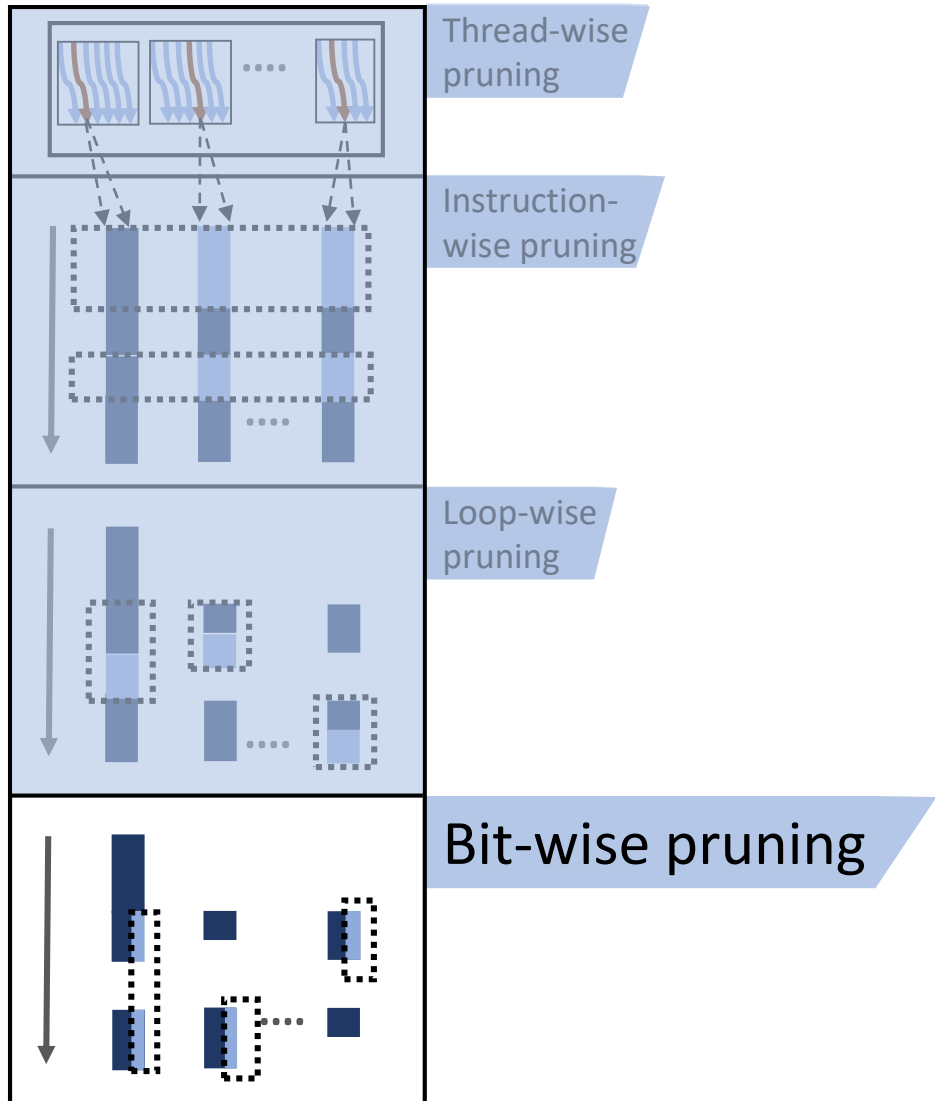 Thread-wise
pruning
Instruction-
wise pruning
Loop-wise
pruning
Bit-wise pruning